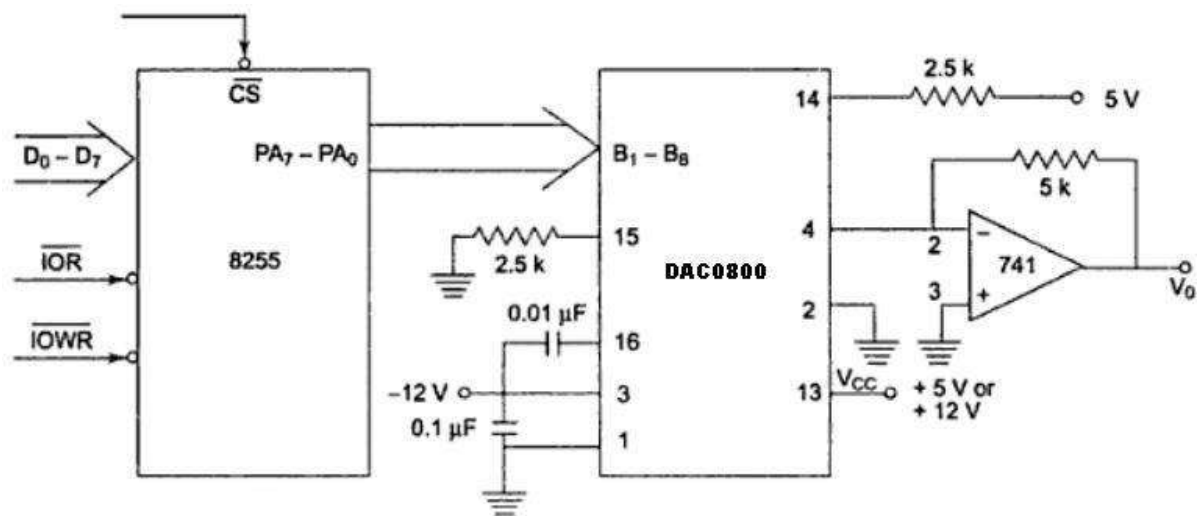 CS
D0 – D7
PA7 – PA0
IOR
8255
IOWR
B1 – B8
14
2.5 k
5 V
15
2.5 k
DAC0800
4
5 k
2
–
741
3
+
V0
2
0.01 µF
16
–12 V
3
0.1 µF
1
13
VCC
+ 5 V or
+ 12 V